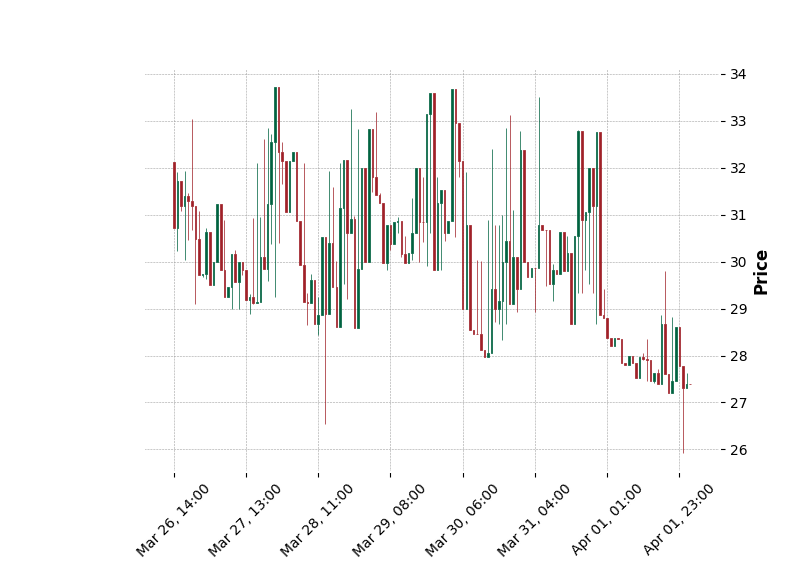 34
33
32
31
30
29
28
27
26
Price
Mar 26, 14:00
Mar 27, 13:00
Mar 28, 11:00
Mar 29, 08:00
Mar 30, 06:00
Mar 31, 04:00
Apr 01, 01:00
Apr 01, 23:00